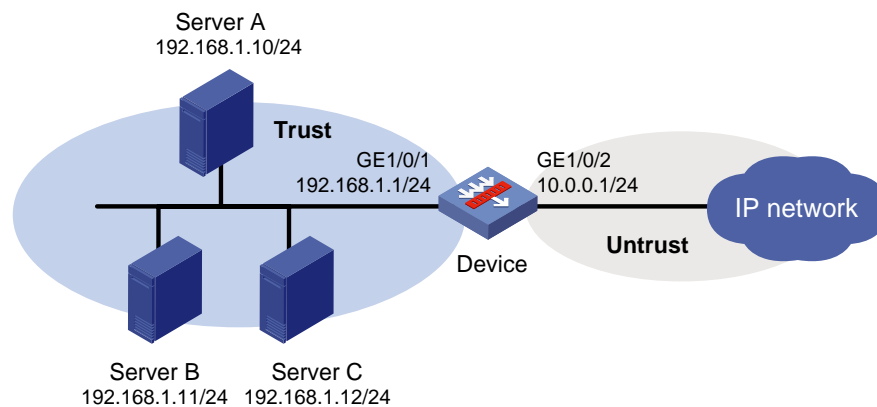 Server A
192.168.1.10/24
Trust
GE1/0/1
192.168.1.1/24
GE1/0/2
10.0.0.1/24
IP network
Untrust
Device
Server B
192.168.1.11/24
Server C
192.168.1.12/24